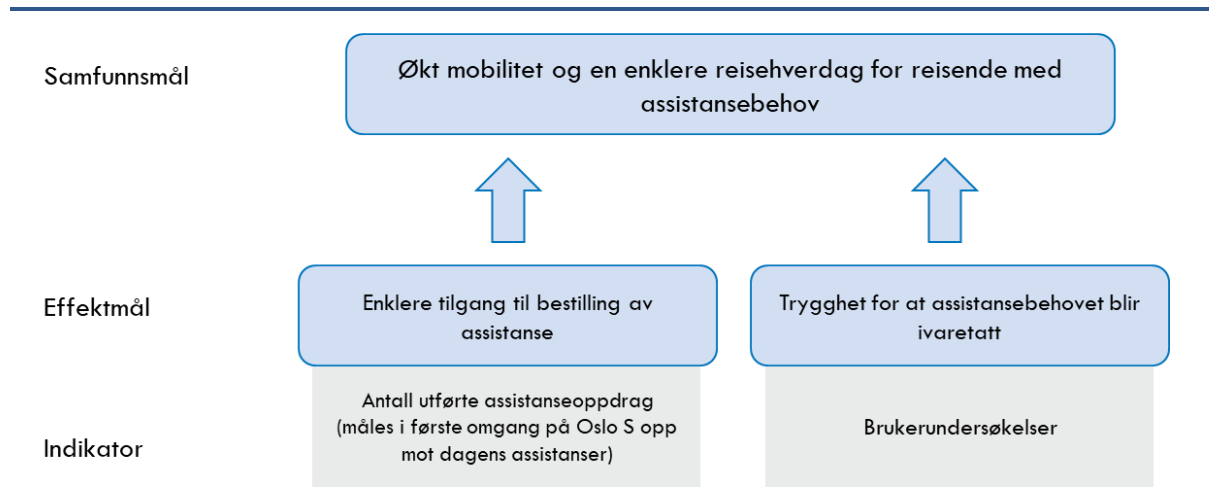 Samfunnsmål
Økt mobilitet og en enklere reisehverdag for reisende med
assistansebehov
Effektmål
Enklere tilgang til bestilling av
assistanse
Trygghet for at assistansebehovet blir
ivaretatt
Indikator
Antall utførte assistanseoppdrag
(måles i første omgang på Oslo S opp
mot dagens assistanser)
Brukerundersøkelser